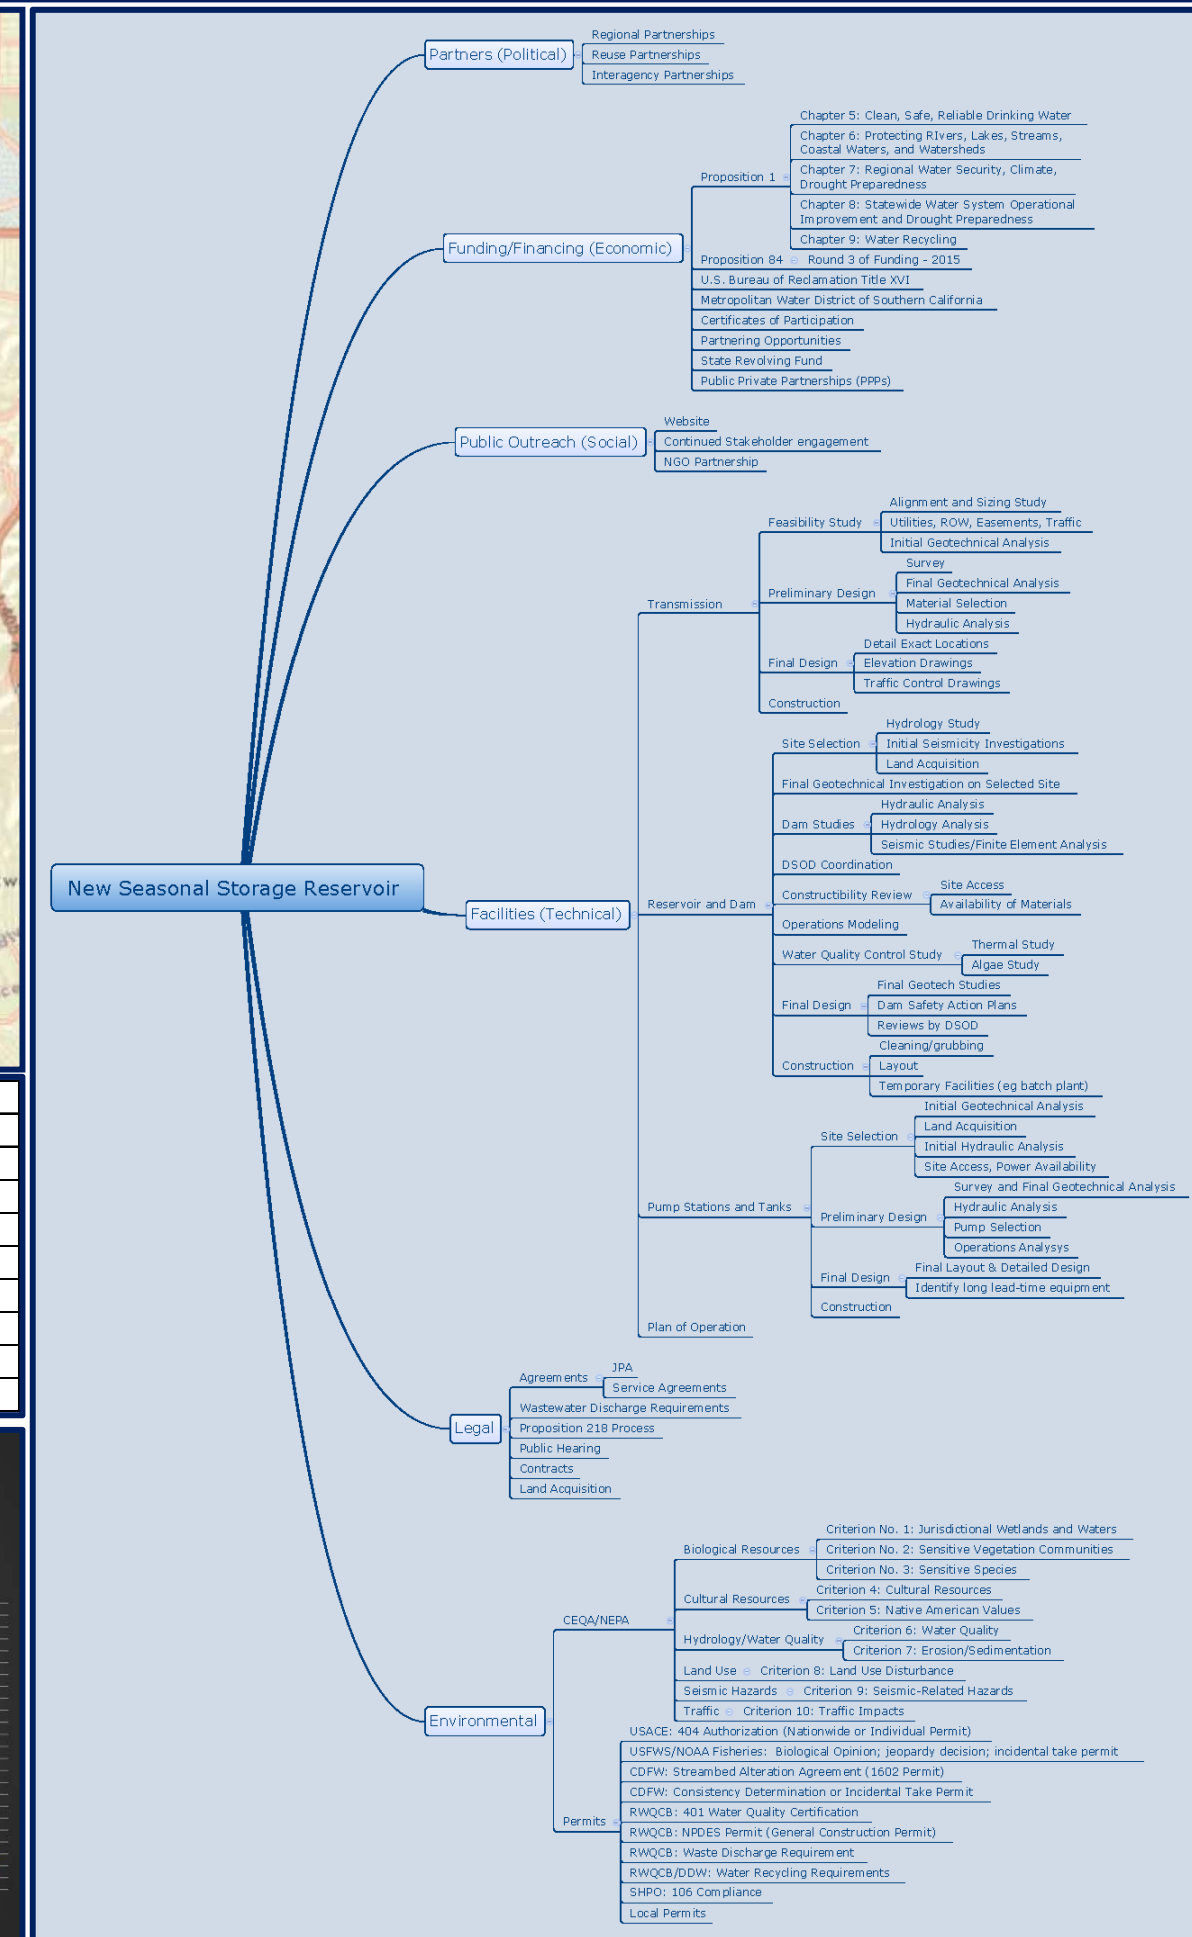 Regional Partnerships
Partners (Political)
Reuse Partnerships
Interagency Partnerships
Chapter 5: Clean, Safe, Reliable Drinking Water
Chapter 6: Protecting RIvers, Lakes, Streams,
Coastal Waters, and Watersheds
Proposition 1
Chapter 7: Regional Water Security, Climate,
Drought Preparedness
Chapter 8: Statewide Water System Operational
Improvement and Drought Preparedness
Chapter 9: Water Recycling
Funding/Financing (Economic)
Proposition 84
Round 3 of Funding - 2015
U.S. Bureau of Reclamation Title XVI
Metropolitan Water District of Southern California
Certificates of Participation
Partnering Opportunities
State Revolving Fund
Public Private Partnerships (PPPs)
Website
Public Outreach (Social)
Continued Stakeholder engagement
NGO Partnership
Alignment and Sizing Study
Feasibility Study
Utilities, ROW, Easements, Traffic
Initial Geotechnical Analysis
Survey
Final Geotechnical Analysis
Preliminary Design
Material Selection
Hydraulic Analysis
Transmission
Detail Exact Locations
Final Design
Elevation Drawings
Traffic Control Drawings
Construction
Hydrology Study
Site Selection
Initial Seismicity Investigations
Land Acquisition
Final Geotechnical Investigation on Selected Site
Hydraulic Analysis
Dam Studies
Hydrology Analysis
Seismic Studies/Finite Element Analysis
DSOD Coordination
New Seasonal Storage Reservoir
Facilities (Technical)
Reservoir and Dam
Constructibility Review
Site Access
Availability of Materials
Operations Modeling
Water Quality Control Study
Thermal Study
Algae Study
Final Geotech Studies
Final Design
Dam Safety Action Plans
Reviews by DSOD
Cleaning/grubbing
Construction
Layout
Temporary Facilities (eg batch plant)
Initial Geotechnical Analysis
Land Acquisition
Site Selection
Initial Hydraulic Analysis
Site Access, Power Availability
Pump Stations and Tanks
Survey and Final Geotechnical Analysis
Hydraulic Analysis
Preliminary Design
Pump Selection
Operations Analysys
Final Design
Final Layout & Detailed Design
Identify long lead-time equipment
Construction
Plan of Operation
Agreements
JPA
Service Agreements
Wastewater Discharge Requirements
Legal
Proposition 218 Process
Public Hearing
Contracts
Land Acquisition
Criterion No. 1: Jurisdictional Wetlands and Waters
Biological Resources
Criterion No. 2: Sensitive Vegetation Communities
Criterion No. 3: Sensitive Species
Cultural Resources
Criterion 4: Cultural Resources
Criterion 5: Native American Values
CEQA/NEPA
Hydrology/Water Quality
Criterion 6: Water Quality
Criterion 7: Erosion/Sedimentation
Land Use
Criterion 8: Land Use Disturbance
Seismic Hazards
Criterion 9: Seismic-Related Hazards
Traffic
Criterion 10: Traffic Impacts
Environmental
USACE: 404 Authorization (Nationwide or Individual Permit)
USFWS/NOAA Fisheries: Biological Opinion; jeopardy decision; incidental take permit
CDFW: Streambed Alteration Agreement (1602 Permit)
CDFW: Consistency Determination or Incidental Take Permit
Permits
RWQCB: 401 Water Quality Certification
RWQCB: NPDES Permit (General Construction Permit)
RWQCB: Waste Discharge Requirement
RWQCB/DDW: Water Recycling Requirements
SHPO: 106 Compliance
Local Permits